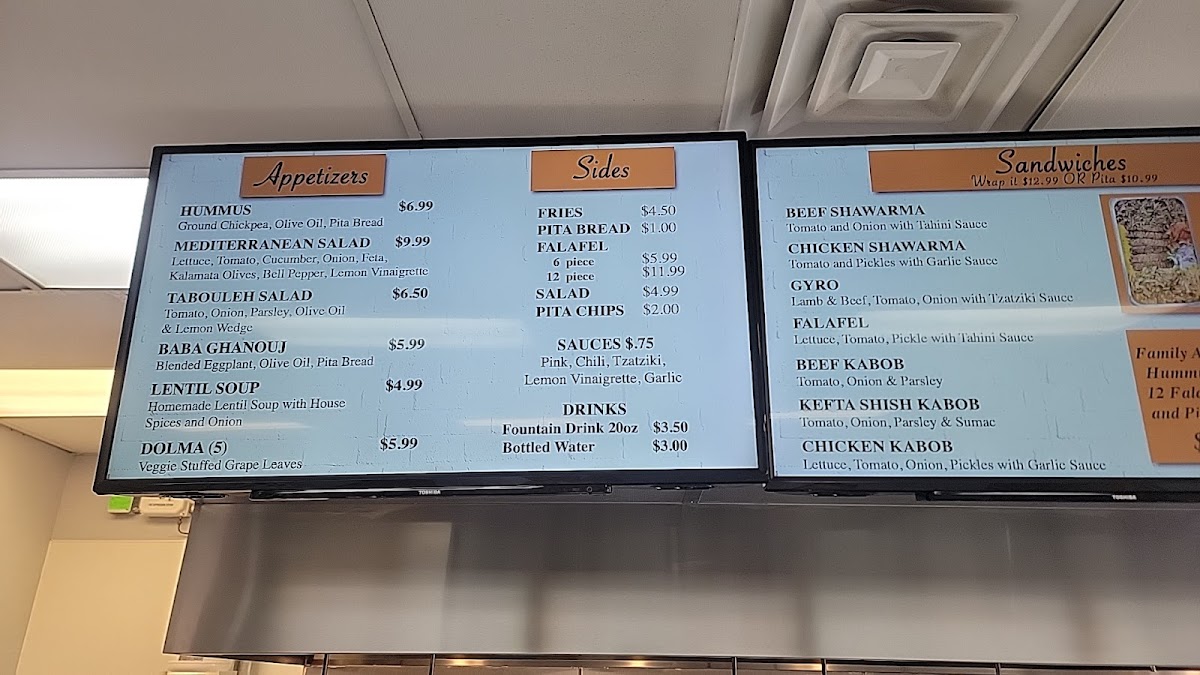 Appetizers
HUMMUS $6.99
Ground Chickpea, Olive Oil, Pita Bread
MEDITERRANEAN SALAD $9.99
Lettuce, Tomato, Cucumber, Onion, Feta,
Kalamata Olives, Bell Pepper, Lemon Vinaigrette
TABOULEH SALAD $6.50
Tomato, Onion, Parsley, Olive Oil
& Lemon Wedge
BABA GHANOUJ $5.99
Blended Eggplant, Olive Oil, Pita Bread
LENTIL SOUP $4.99
Homemade Lentil Soup with House
Spices and Onion
DOLMA (5) $5.99
Veggie Stuffed Grape Leaves
Sides
FRIES $4.50
PITA BREAD $1.00
FALAFEL
6 piece $5.99
12 piece $11.99
SALAD $4.99
PITA CHIPS $2.00
SAUCES $.75
Pink, Chili, Tzatziki,
Lemon Vinaigrette, Garlic
DRINKS
Fountain Drink 20oz $3.50
Bottled Water $3.00
TOSHIBA
Sandwiches
Wrap it $12.99 OR Pita $10.99
BEEF SHAWARMA
Tomato and Onion with Tahini Sauce
CHICKEN SHAWARMA
Tomato and Pickles with Garlic Sauce
GYRO
Lamb & Beef, Tomato, Onion with Tzatziki Sauce
FALAFEL
Lettuce, Tomato, Pickle with Tahini Sauce
BEEF KABOB
Tomato, Onion & Parsley
KEFTA SHISH KABOB
Tomato, Onion, Parsley & Sumac
CHICKEN KABOB
Lettuce, Tomato, Onion, Pickles with Garlic Sauce
Family
12
and
TOSHIBA